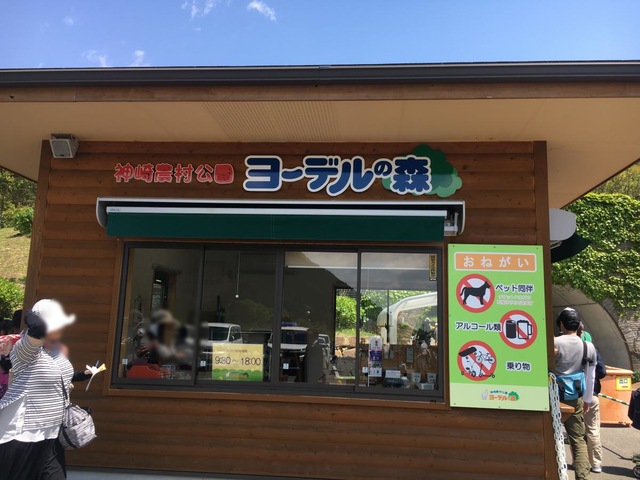 神崎農村公園 ヨーデルの森
9:30～18:00
おねがい
ペット同伴
アルコール類
乗り物
ヨーデルの森